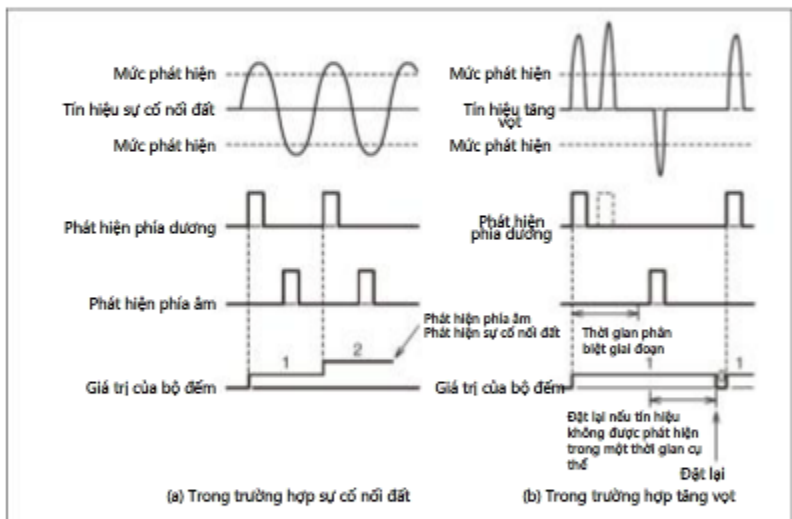 Mức phát hiện
Tín hiệu sự cố nối đất
Mức phát hiện
Phát hiện phía dương
Phát hiện phía âm
Phát hiện phía âm
Phát hiện sự cố nối đất
1
2
Giá trị của bộ đếm
(a) Trong trường hợp sự cố nối đất
Mức phát hiện
Tín hiệu tăng
vọt
Mức phát hiện
Phát hiện
phía dương
Phát hiện phía âm
Thời gian phân
biệt giai đoạn
1
1
Giá trị của bộ đếm
Đặt lại nếu tín hiệu
không được phát hiện
trong một thời gian cụ
thể
Đặt lại
(b) Trong trường hợp tăng vọt